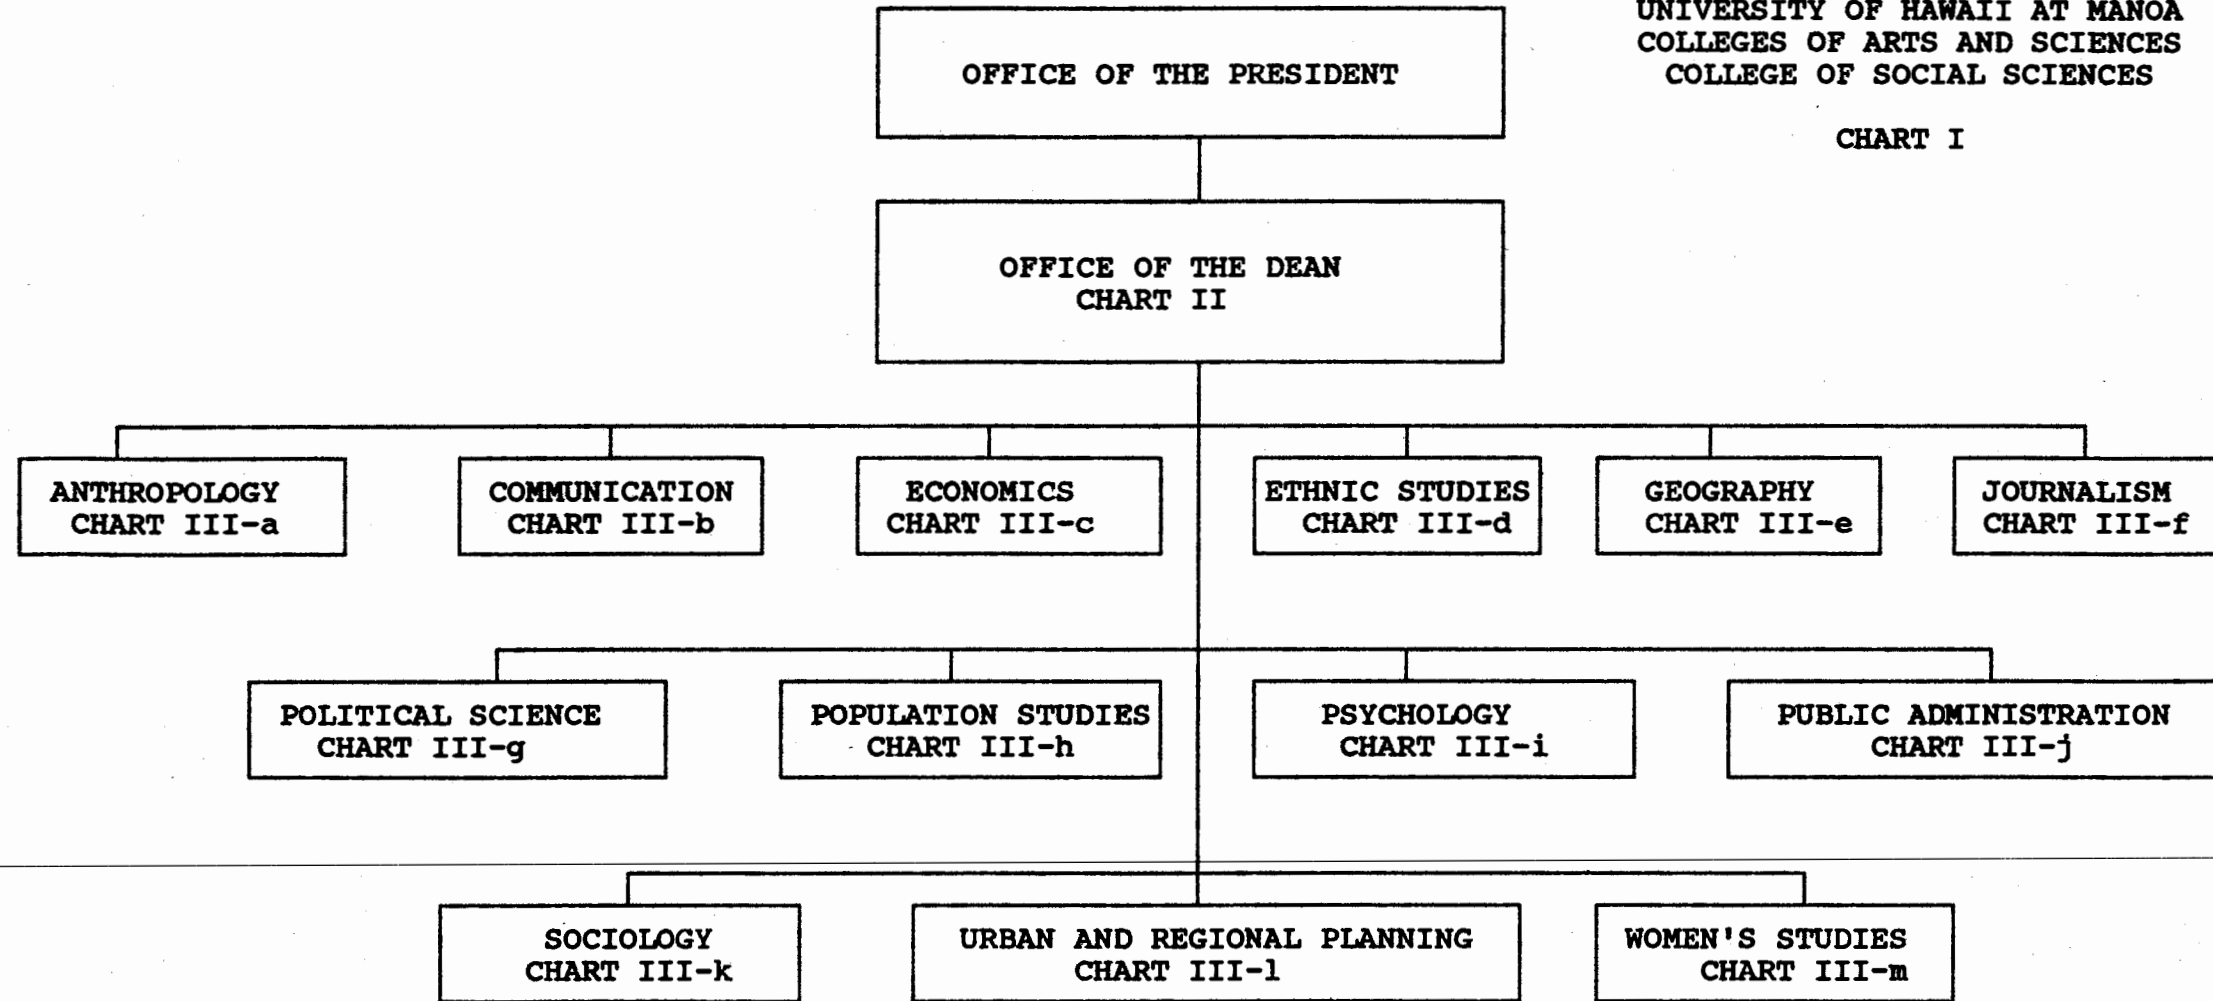 UNIVERSITY OF HAWAII AT MANOA
COLLEGES OF ARTS AND SCIENCES
COLLEGE OF SOCIAL SCIENCES
CHART I
OFFICE OF THE PRESIDENT
OFFICE OF THE DEAN
CHART II
ANTHROPOLOGY
CHART III-a
COMMUNICATION
CHART III-b
ECONOMICS
CHART III-c
ETHNIC STUDIES
CHART III-d
GEOGRAPHY
CHART III-e
JOURNALISM
CHART III-f
POLITICAL SCIENCE
CHART III-g
POPULATION STUDIES
CHART III-h
PSYCHOLOGY
CHART III-i
PUBLIC ADMINISTRATION
CHART III-j
SOCIOLOGY
CHART III-k
URBAN AND REGIONAL PLANNING
CHART III-l
WOMEN'S STUDIES
CHART III-m